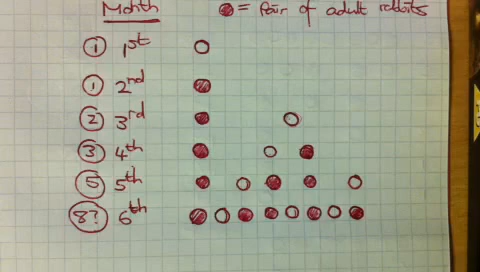 Month
= Pair of adult rabbits
1 1st
1 2nd
2 3rd
3 4th
5 5th
8? 6th